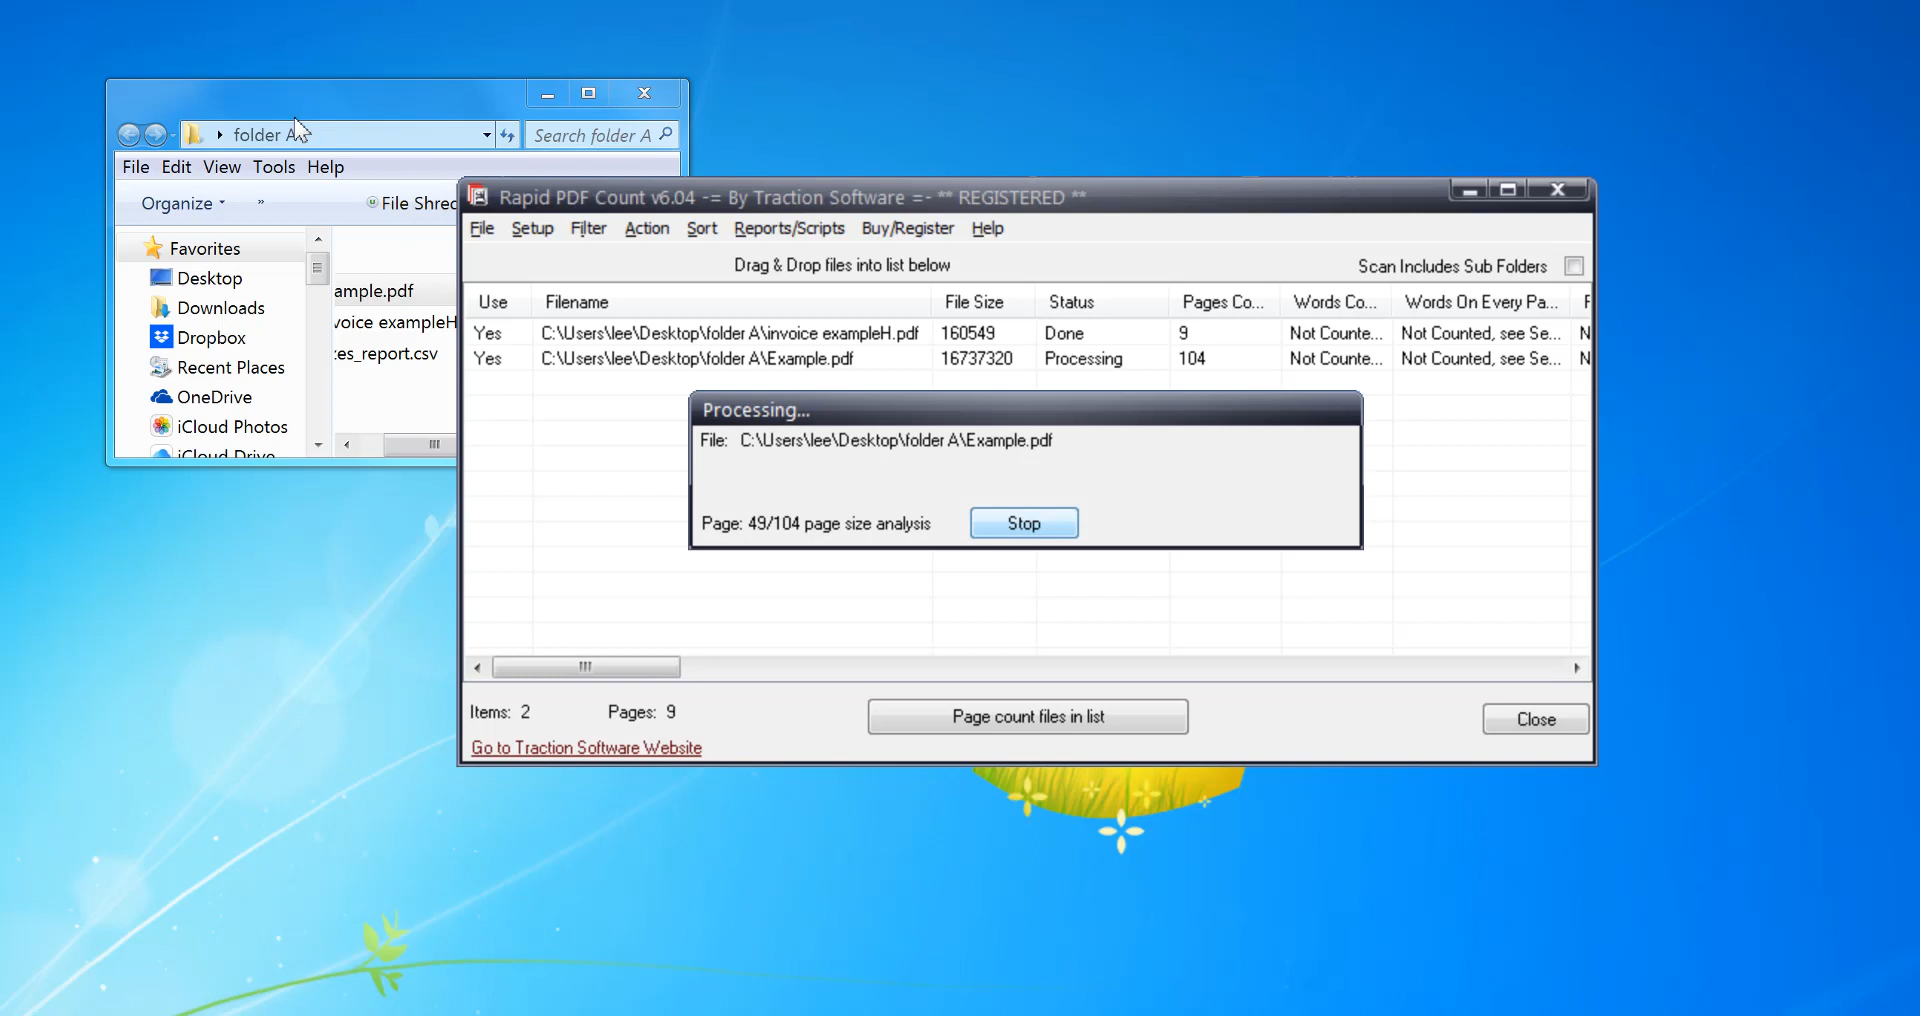 folder A
Search folder A
File Edit View Tools Help
Organize » File Shred
Favorites
Desktop
Downloads
Dropbox
Recent Places
OneDrive
iCloud Photos
iCloud Drive
ample.pdf
voice exampleH
es_report.csv
Rapid PDF Count v6.04 -= By Traction Software =- ** REGISTERED **
File Setup Filter Action Sort Reports/Scripts Buy/Register Help
Drag & Drop files into list below
Scan Includes Sub Folders
Use Filename File Size Status Pages Co... Words Co... Words On Every Pa... F
Yes C:\Users\lee\Desktop\folder A\invoice exampleH.pdf 160549 Done 9 Not Counte... Not Counted, see Se... N
Yes C:\Users\lee\Desktop\folder A\Example.pdf 16737320 Processing 104 Not Counte... Not Counted, see Se... N
Processing...
File: C:\Users\lee\Desktop\folder A\Example.pdf
Page: 49/104 page size analysis
Stop
Items: 2 Pages: 9
Page count files in list
Close
Go to Traction Software Website